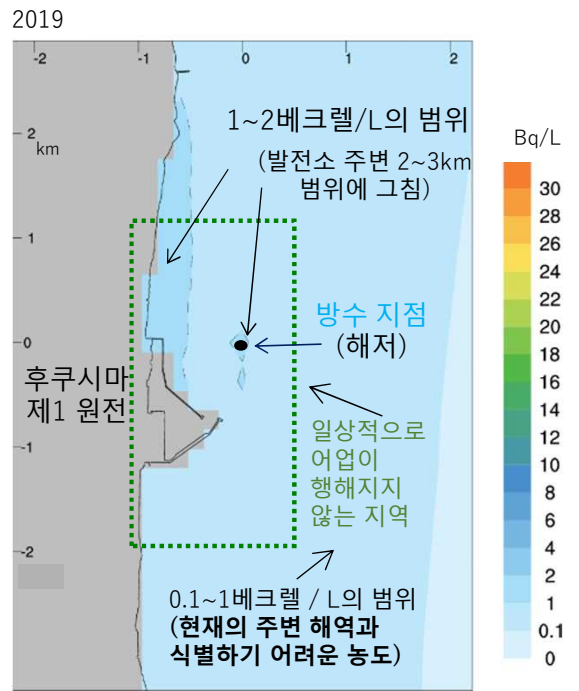 2019
-2 -1 0 1 2
2
km
1
0
-1
-2
1~2베크렐/L의 범위
(발전소 주변 2~3km
범위에 그침)
방수 지점
(해저)
후쿠시마
제1 원전
일상적으로
어업이
행해지지
않는 지역
0.1~1베크렐 / L의 범위
(현재의 주변 해역과
식별하기 어려운 농도)
Bq/L
30
28
26
24
22
20
18
16
14
12
10
8
6
4
2
1
0.1
0